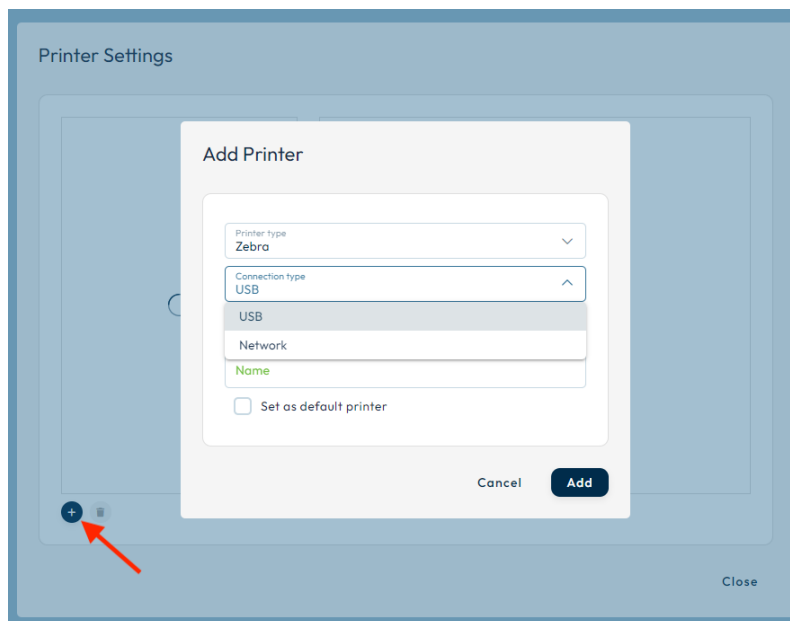 Printer Settings
Add Printer
Printer type
Zebra
Connection type
USB
USB
Network
Name
Set as default printer
Cancel
Add
+
Close